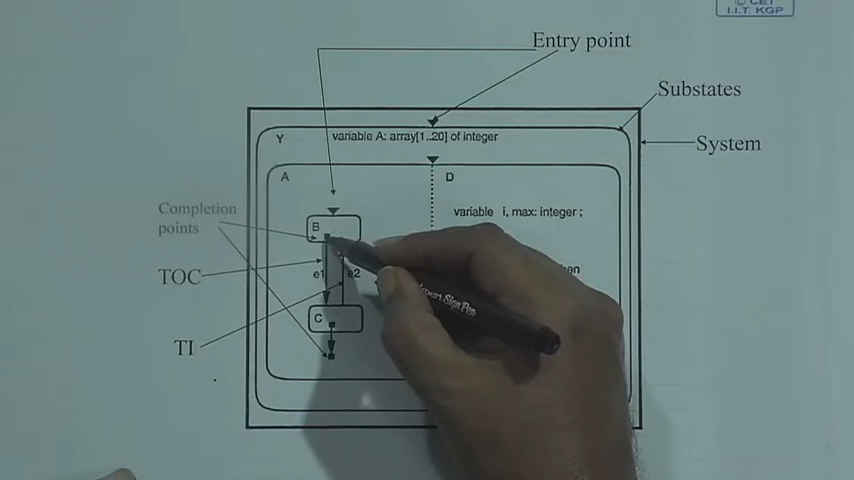 © CET
I.I.T. KGP
Entry point
Substates
System
Y
variable A: array[1..20] of integer
A
D
Completion
points
B
variable i, max: integer ;
TOC
e1
e2
C
TI